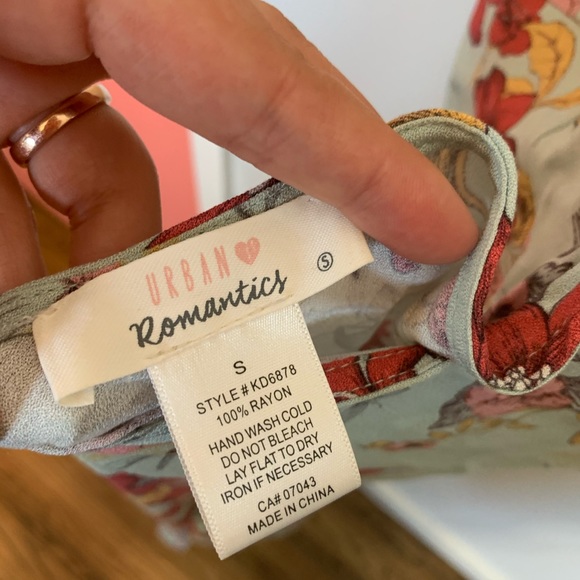 URBAN
Romantics
S
S
STYLE # KD6878
100% RAYON
HAND WASH COLD
DO NOT BLEACH
LAY FLAT TO DRY
IRON IF NECESSARY
CA# 07043
MADE IN CHINA